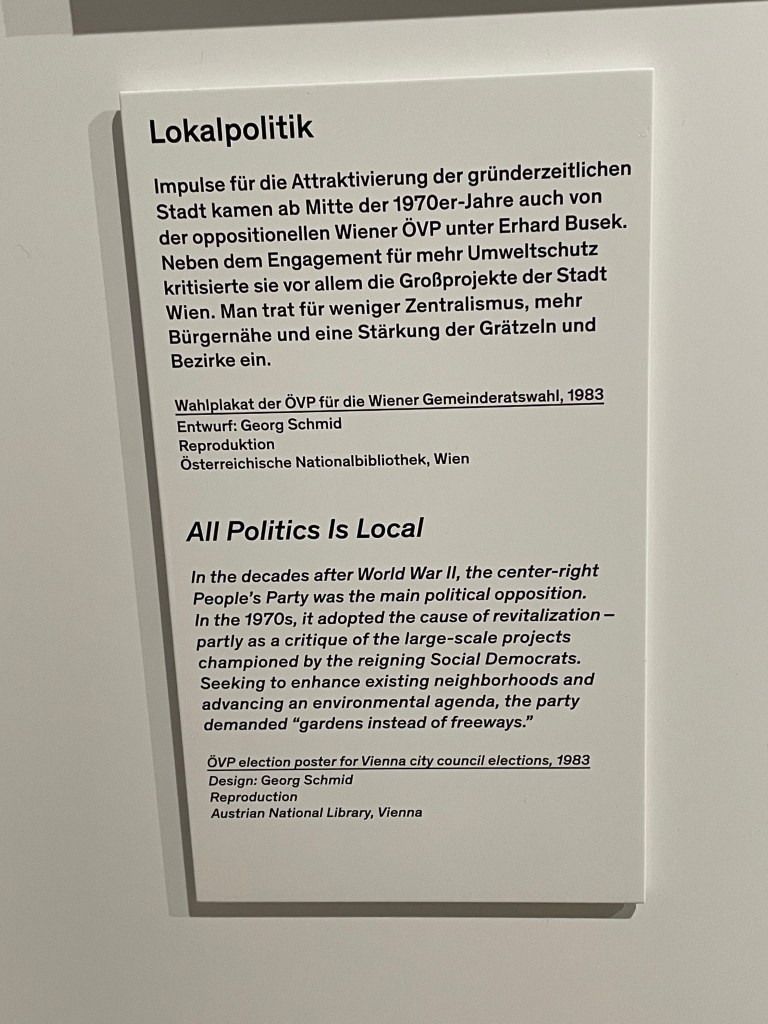 Lokalpolitik
Impulse für die Attraktivierung der gründerzeitlichen
Stadt kamen ab Mitte der 1970er-Jahre auch von
der oppositionellen Wiener ÖVP unter Erhard Busek.
Neben dem Engagement für mehr Umweltschutz
kritisierte sie vor allem die Großprojekte der Stadt
Wien. Man trat für weniger Zentralismus, mehr
Bürgernähe und eine Stärkung der Grätzeln und
Bezirke ein.
Wahlplakat der ÖVP für die Wiener Gemeinderatswahl, 1983
Entwurf: Georg Schmid
Reproduktion
Österreichische Nationalbibliothek, Wien
All Politics Is Local
In the decades after World War II, the center-right
People's Party was the main political opposition.
In the 1970s, it adopted the cause of revitalization –
partly as a critique of the large-scale projects
championed by the reigning Social Democrats.
Seeking to enhance existing neighborhoods and
advancing an environmental agenda, the party
demanded “gardens instead of freeways.”
ÖVP election poster for Vienna city council elections, 1983
Design: Georg Schmid
Reproduction
Austrian National Library, Vienna